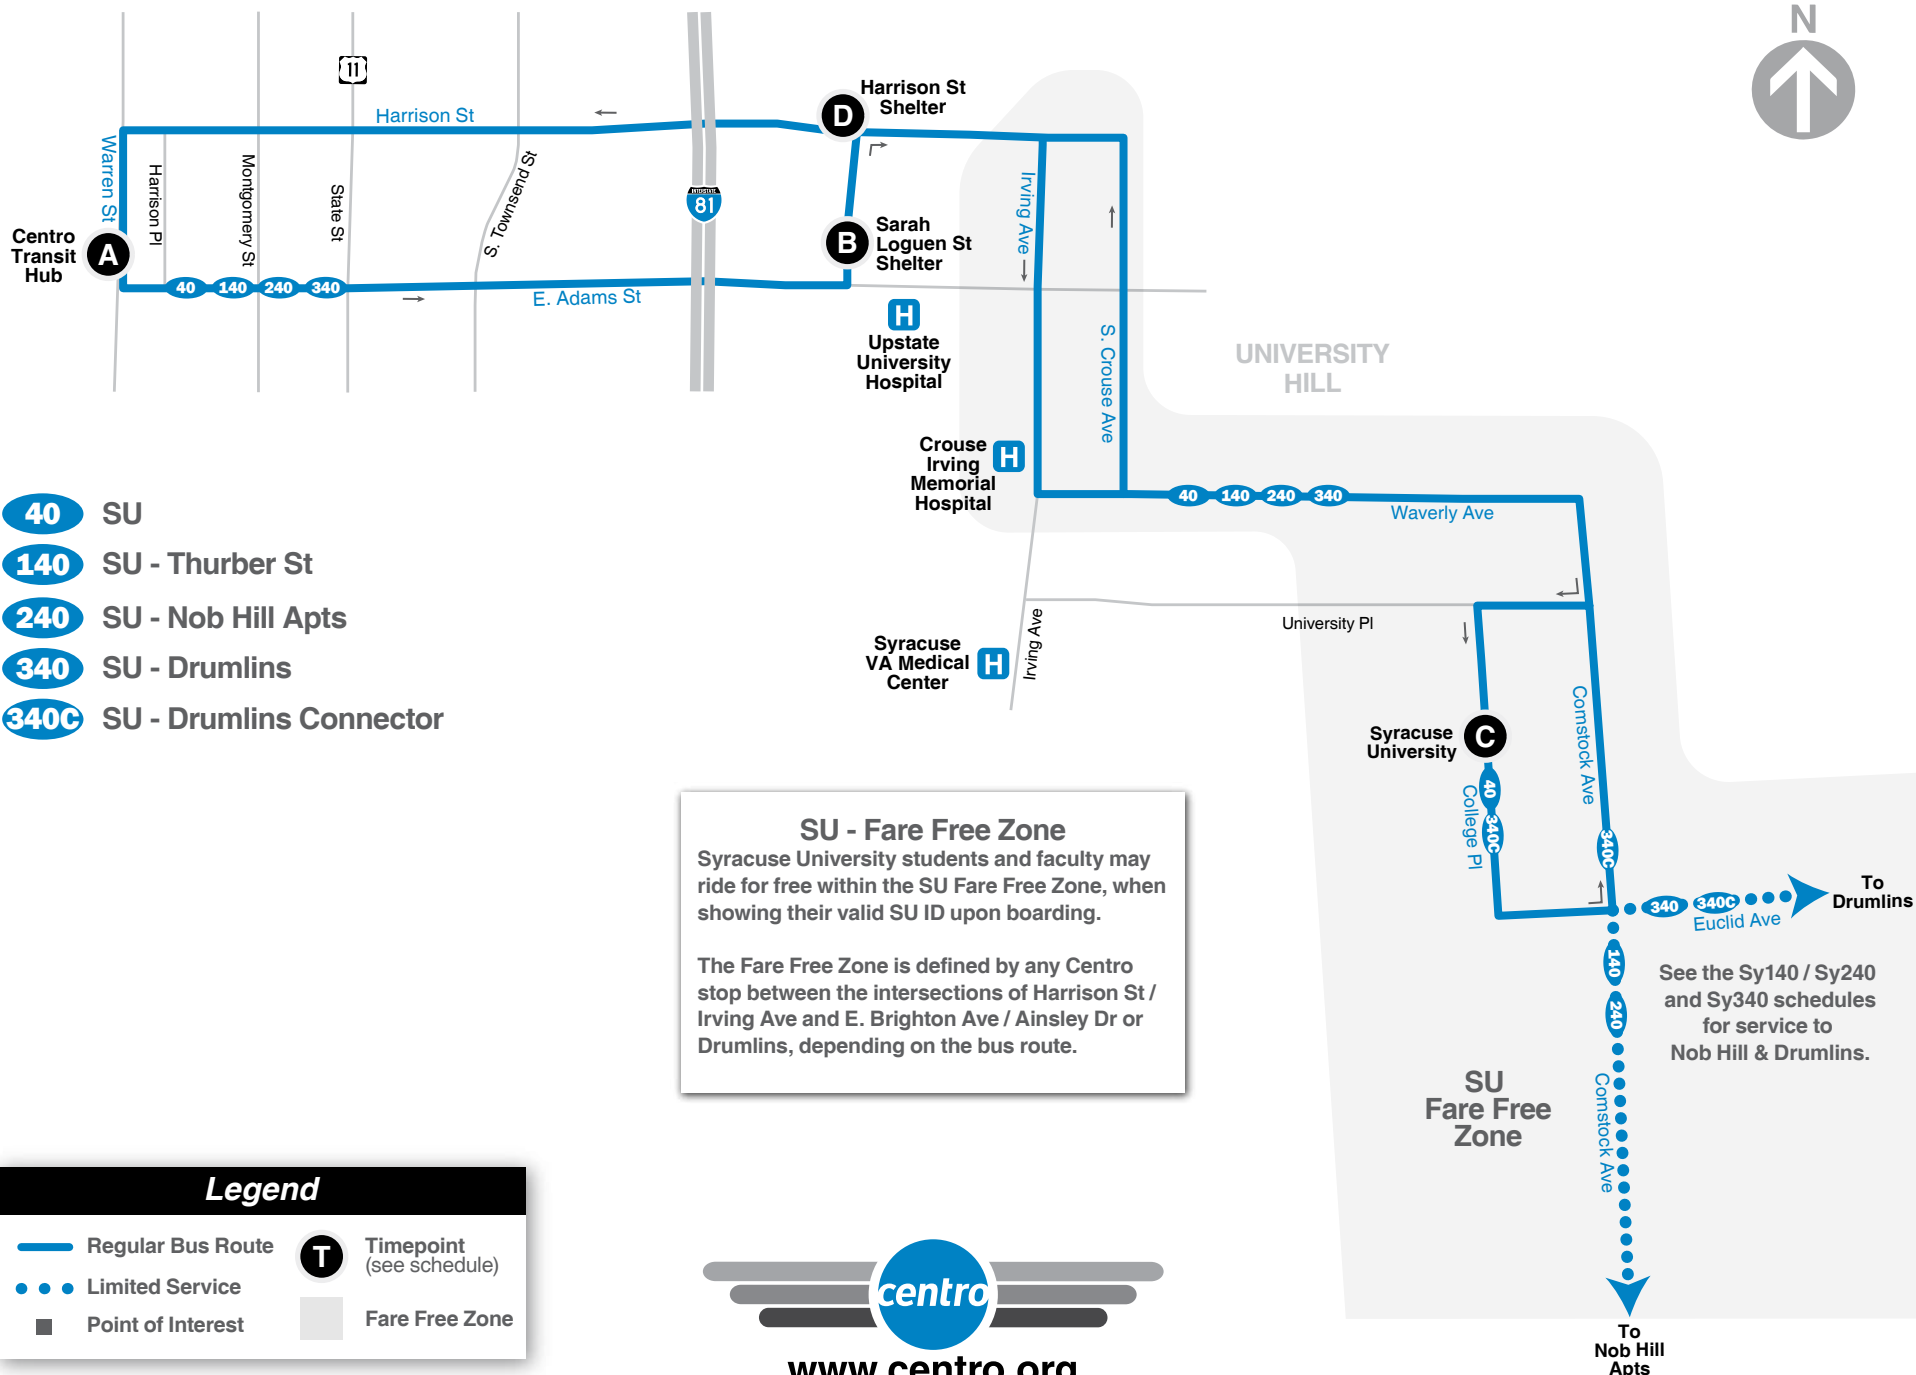 N
11
Harrison St
Shelter
D
Harrison St
Warren St
Harrison Pl
Montgomery St
State St
S. Townsend St
INTERSTATE
81
Irving Ave
Centro
Transit
Hub
A
B
Sarah
Loguen St
Shelter
40 140 240 340
E. Adams St
H
Upstate
University
Hospital
S. Crouse Ave
UNIVERSITY
HILL
Crouse
Irving
Memorial
Hospital
H
40 140 240 340
Waverly Ave
40 SU
140 SU - Thurber St
240 SU - Nob Hill Apts
340 SU - Drumlins
340C SU - Drumlins Connector
University Pl
Irving Ave
Syracuse
VA Medical
Center
H
Comstock Ave
Syracuse
University
C
40
340C
College Pl
340C
340 340C
Euclid Ave
To
Drumlins
140
240
See the Sy140 / Sy240
and Sy340 schedules
for service to
Nob Hill & Drumlins.
SU - Fare Free Zone
Syracuse University students and faculty may
ride for free within the SU Fare Free Zone, when
showing their valid SU ID upon boarding.
The Fare Free Zone is defined by any Centro
stop between the intersections of Harrison St /
Irving Ave and E. Brighton Ave / Ainsley Dr or
Drumlins, depending on the bus route.
SU
Fare Free
Zone
Comstock Ave
To
Nob Hill
Apts
Legend
Regular Bus Route
Limited Service
Point of Interest
T
Timepoint
(see schedule)
Fare Free Zone
centro
www.centro.org